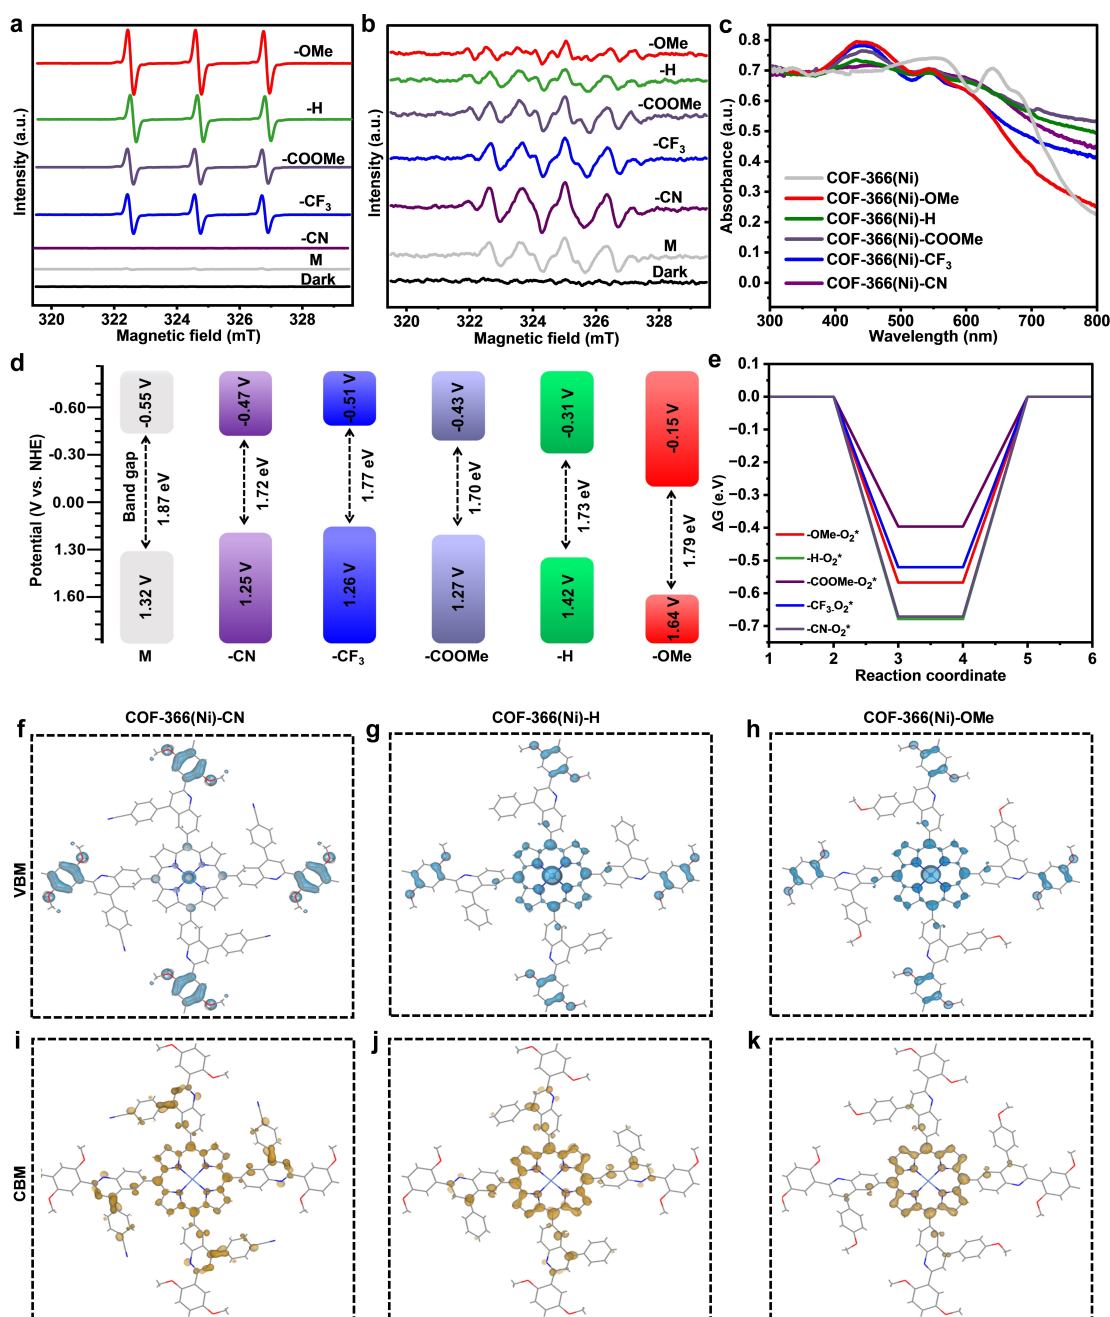 a
-OMe
-H
-COOMe
-CF3
-CN
M
Dark
Intensity (a.u.)
320 322 324 326 328
Magnetic field (mT)
b
-OMe
-H
-COOMe
-CF3
-CN
M
Dark
Intensity (a.u.)
320 322 324 326 328
Magnetic field (mT)
c
0.8
0.7
0.6
0.5
0.4
0.3
0.2
0.1
0.0
Absorbance (a.u.)
COF-366(Ni)
COF-366(Ni)-OMe
COF-366(Ni)-H
COF-366(Ni)-COOMe
COF-366(Ni)-CF3
COF-366(Ni)-CN
300 400 500 600 700 800
Wavelength (nm)
d
Potential (V vs. NHE)
-0.60
-0.30
0.00
1.30
1.60
-0.55 V
Band gap
1.87 eV
1.32 V
M
-0.47 V
1.72 eV
1.25 V
-CN
-0.51 V
1.77 eV
1.26 V
-CF3
-0.43 V
1.70 eV
1.27 V
-COOMe
-0.31 V
1.73 eV
1.42 V
-H
-0.15 V
1.79 eV
1.64 V
-OMe
e
0.1
0.0
−0.1
−0.2
−0.3
−0.4
−0.5
−0.6
−0.7
ΔG (e.V)
-OMe-O2*
-H-O2*
-COOMe-O2*
-CF3.O2*
-CN-O2*
1 2 3 4 5 6
Reaction coordinate
COF-366(Ni)-CN
COF-366(Ni)-H
COF-366(Ni)-OMe
f
g
h
VBM
i
j
k
CBM